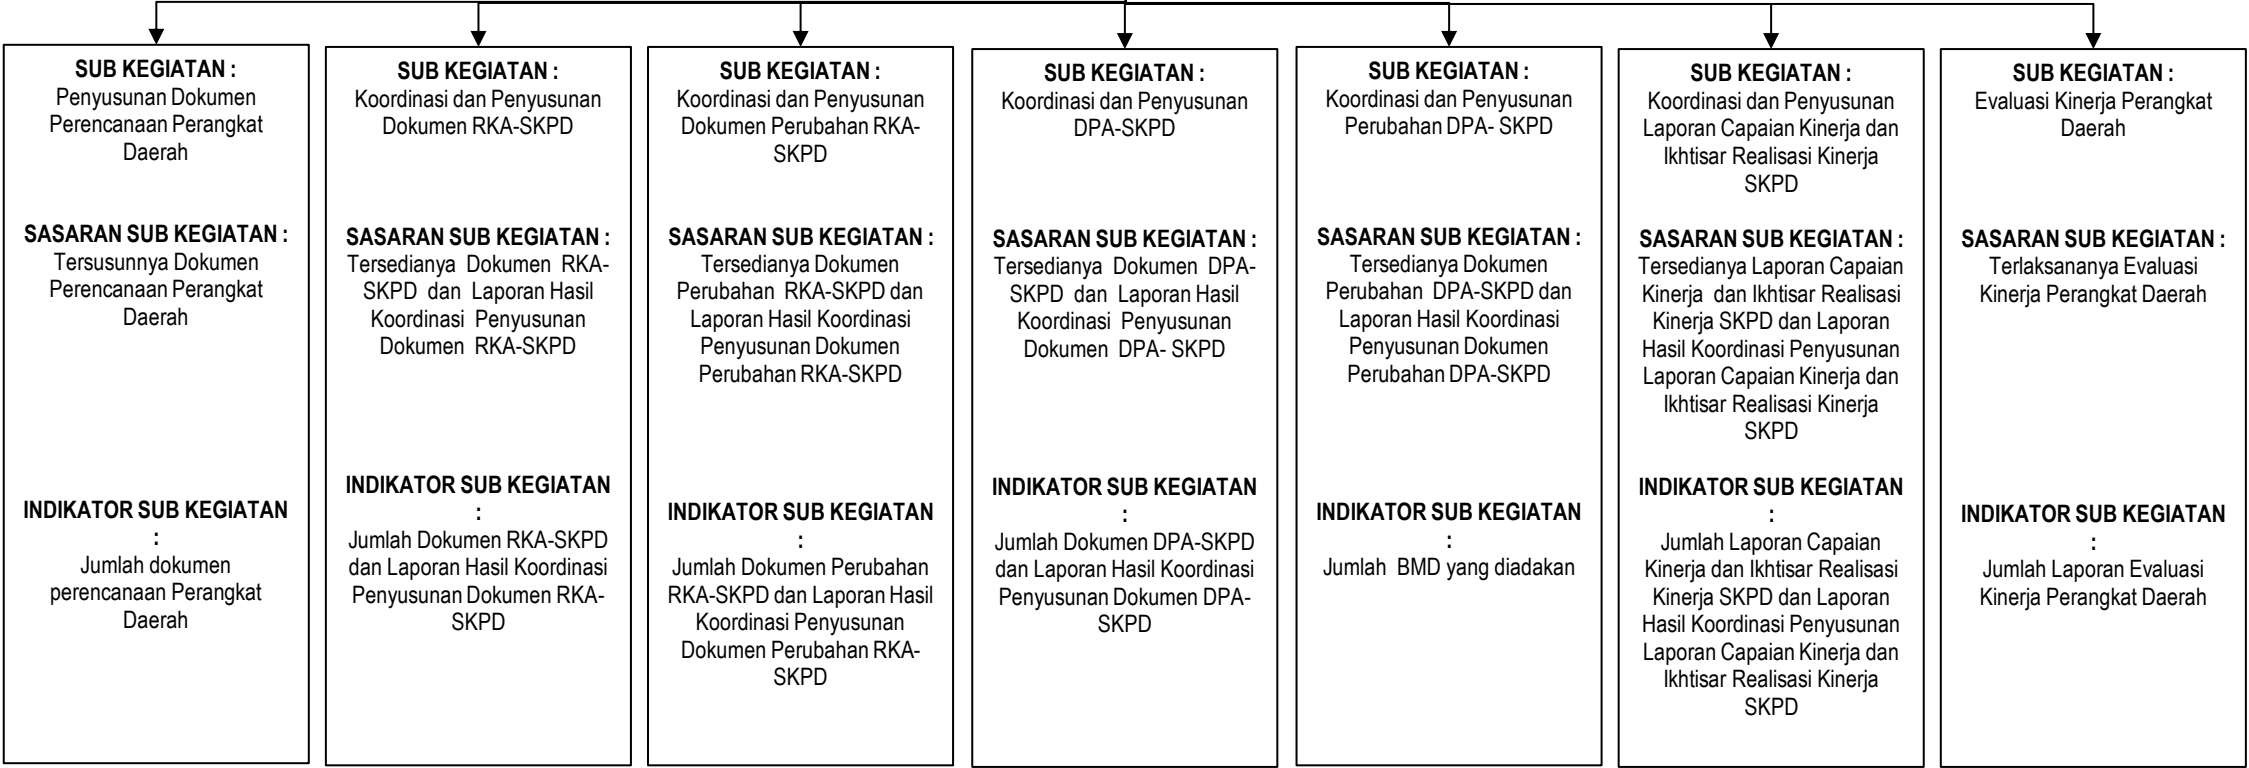 SUB KEGIATAN :
Penyusunan Dokumen
Perencanaan Perangkat
Daerah
SASARAN SUB KEGIATAN :
Tersusunnya Dokumen
Perencanaan Perangkat
Daerah
INDIKATOR SUB KEGIATAN
:
Jumlah dokumen
perencanaan Perangkat
Daerah
SUB KEGIATAN :
Koordinasi dan Penyusunan
Dokumen RKA-SKPD
SASARAN SUB KEGIATAN :
Tersedianya Dokumen RKA-
SKPD dan Laporan Hasil
Koordinasi Penyusunan
Dokumen RKA-SKPD
INDIKATOR SUB KEGIATAN
:
Jumlah Dokumen RKA-SKPD
dan Laporan Hasil Koordinasi
Penyusunan Dokumen RKA-
SKPD
SUB KEGIATAN :
Koordinasi dan Penyusunan
Dokumen Perubahan RKA-
SKPD
SASARAN SUB KEGIATAN :
Tersedianya Dokumen
Perubahan RKA-SKPD dan
Laporan Hasil Koordinasi
Penyusunan Dokumen
Perubahan RKA-SKPD
INDIKATOR SUB KEGIATAN
:
Jumlah Dokumen Perubahan
RKA-SKPD dan Laporan Hasil
Koordinasi Penyusunan
Dokumen Perubahan RKA-
SKPD
SUB KEGIATAN :
Koordinasi dan Penyusunan
DPA-SKPD
SASARAN SUB KEGIATAN :
Tersedianya Dokumen DPA-
SKPD dan Laporan Hasil
Koordinasi Penyusunan
Dokumen DPA- SKPD
INDIKATOR SUB KEGIATAN
:
Jumlah Dokumen DPA-SKPD
dan Laporan Hasil Koordinasi
Penyusunan Dokumen DPA-
SKPD
SUB KEGIATAN :
Koordinasi dan Penyusunan
Perubahan DPA- SKPD
SASARAN SUB KEGIATAN :
Tersedianya Dokumen
Perubahan DPA-SKPD dan
Laporan Hasil Koordinasi
Penyusunan Dokumen
Perubahan DPA-SKPD
INDIKATOR SUB KEGIATAN
:
Jumlah BMD yang diadakan
SUB KEGIATAN :
Koordinasi dan Penyusunan
Laporan Capaian Kinerja dan
Ikhtisar Realisasi Kinerja
SKPD
SASARAN SUB KEGIATAN :
Tersedianya Laporan Capaian
Kinerja dan Ikhtisar Realisasi
Kinerja SKPD dan Laporan
Hasil Koordinasi Penyusunan
Laporan Capaian Kinerja dan
Ikhtisar Realisasi Kinerja
SKPD
INDIKATOR SUB KEGIATAN
:
Jumlah Laporan Capaian
Kinerja dan Ikhtisar Realisasi
Kinerja SKPD dan Laporan
Hasil Koordinasi Penyusunan
Laporan Capaian Kinerja dan
Ikhtisar Realisasi Kinerja
SKPD
SUB KEGIATAN :
Evaluasi Kinerja Perangkat
Daerah
SASARAN SUB KEGIATAN :
Terlaksananya Evaluasi
Kinerja Perangkat Daerah
INDIKATOR SUB KEGIATAN
:
Jumlah Laporan Evaluasi
Kinerja Perangkat Daerah